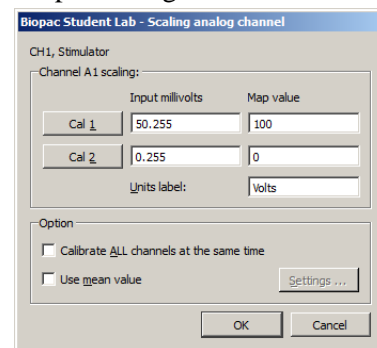 Biopac Student Lab - Scaling analog channel
CH1, Stimulator
Channel A1 scaling:
Input millivolts Map value
Cal 1 50.255 100
Cal 2 0.255 0
Units label: Volts
Option
Calibrate ALL channels at the same time
Use mean value Settings ...
OK Cancel